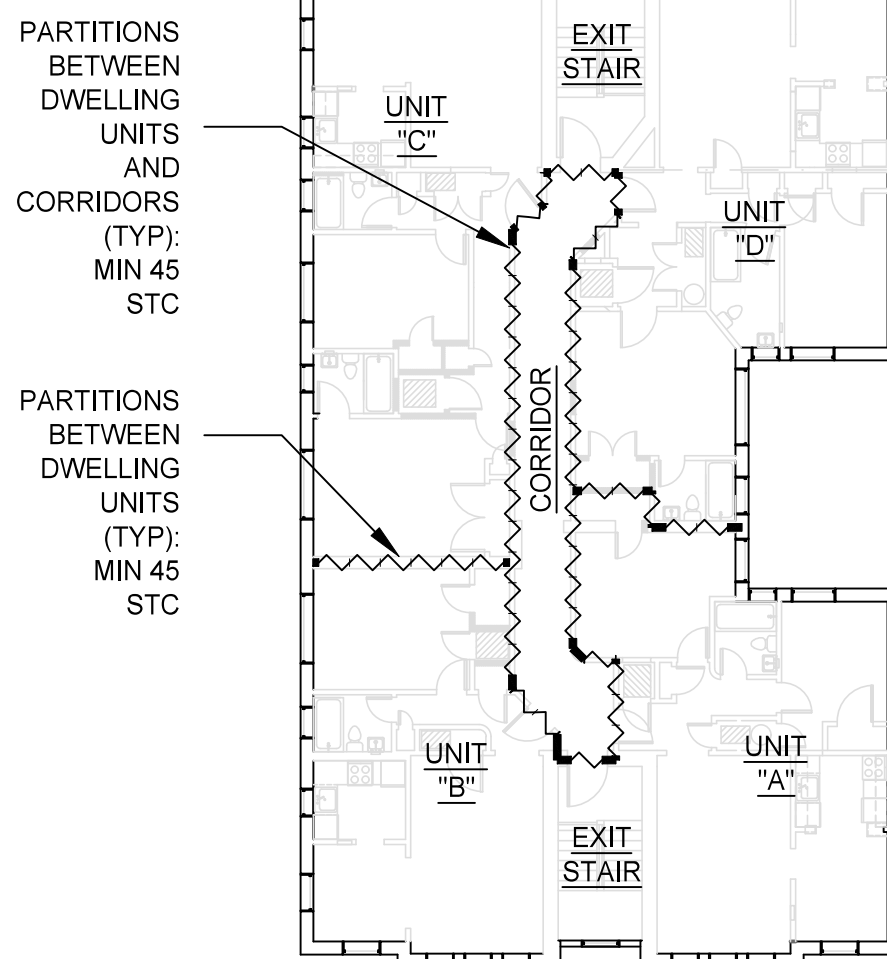 PARTITIONS
BETWEEN
DWELLING
UNITS
AND
CORRIDORS
(TYP):
MIN 45
STC
PARTITIONS
BETWEEN
DWELLING
UNITS
(TYP):
MIN 45
STC
EXIT
STAIR
UNIT
"C"
UNIT
"D"
CORRIDOR
UNIT
"B"
UNIT
"A"
EXIT
STAIR